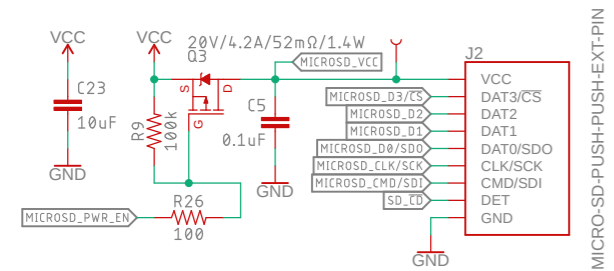 VCC
C23
10uF
GND
VCC
R9
100k
20V/4.2A/52mΩ/1.4W
Q3
S
D
G
MICROSD_VCC
C5
0.1uF
GND
MICROSD_PWR_EN
R26
100
J2
MICROSD_D3/CS
MICROSD_D2
MICROSD_D1
MICROSD_D0/SDO
MICROSD_CLK/SCK
MICROSD_CMD/SDI
SD_CD
GND
VCC
DAT3/CS
DAT2
DAT1
DAT0/SDO
CLK/SCK
CMD/SDI
DET
GND
MICRO-SD-PUSH-PUSH-EXT-PIN